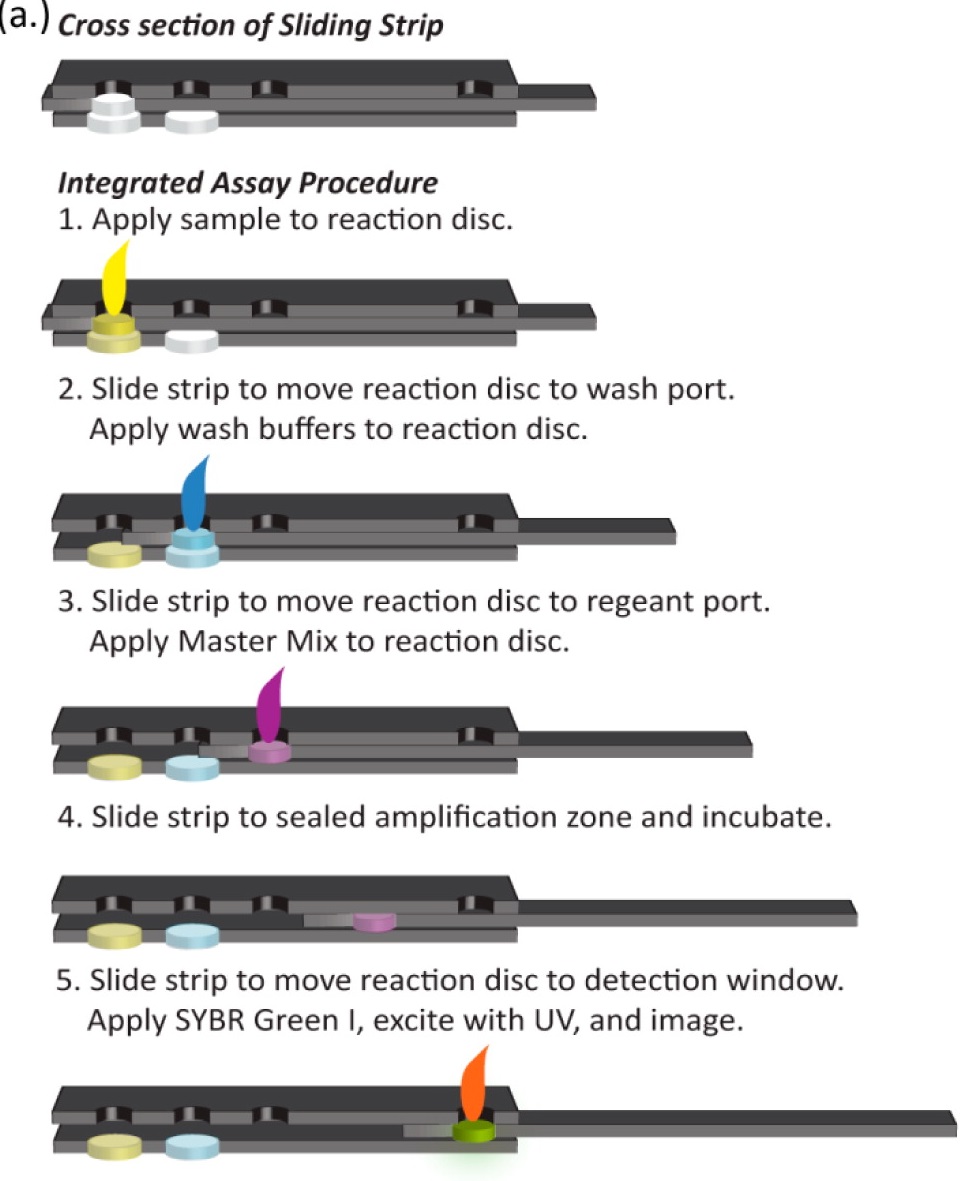 (a.) Cross section of Sliding Strip
Integrated Assay Procedure
1. Apply sample to reaction disc.
2. Slide strip to move reaction disc to wash port.
Apply wash buffers to reaction disc.
3. Slide strip to move reaction disc to regeant port.
Apply Master Mix to reaction disc.
4. Slide strip to sealed amplification zone and incubate.
5. Slide strip to move reaction disc to detection window.
Apply SYBR Green I, excite with UV, and image.